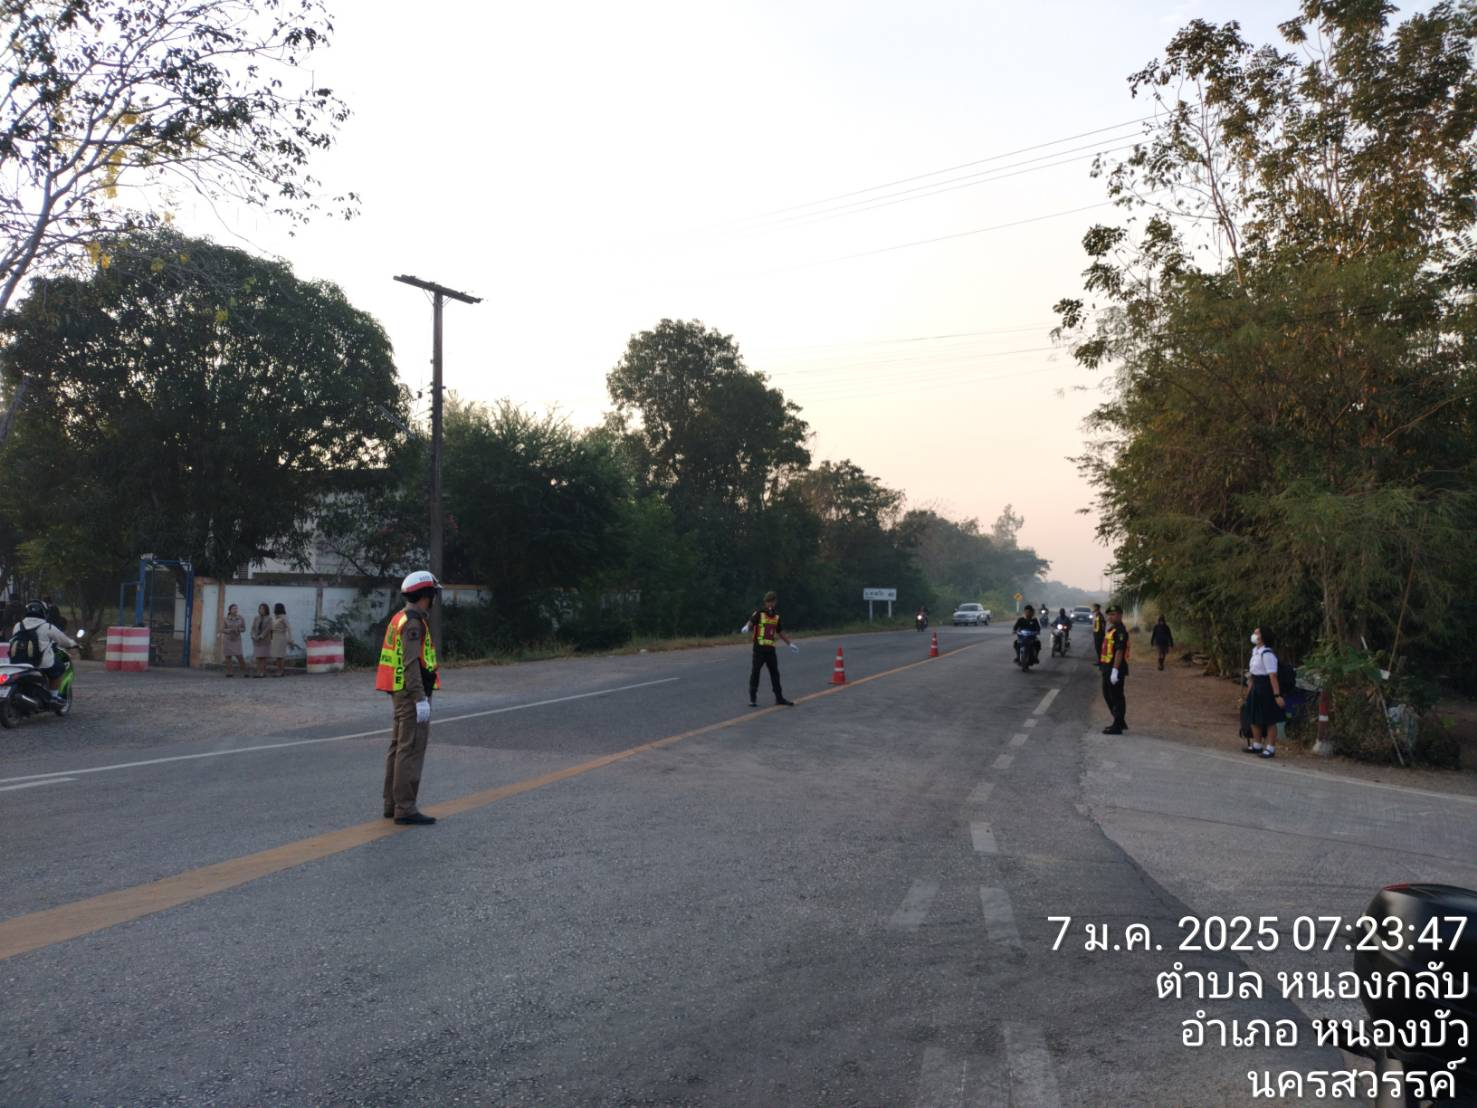 POLICE
7 ม.ค. 2025 07:23:47
ตำบล หนองกลับ
อำเภอ หนองบัว
นครสวรรค์